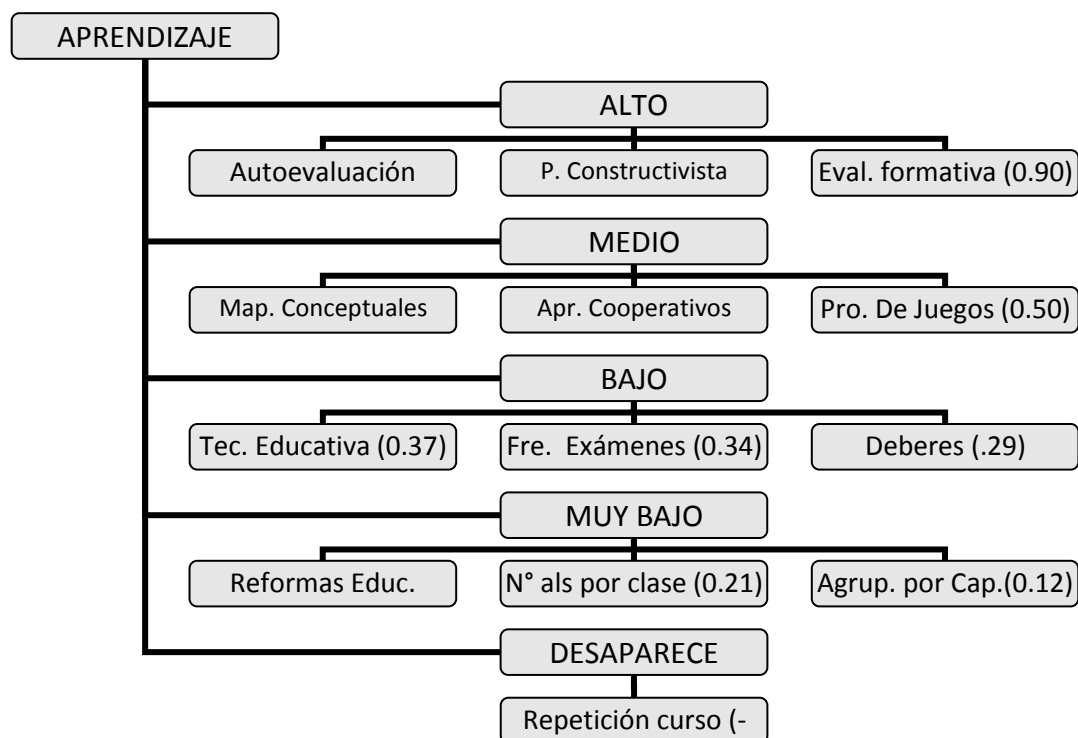 APRENDIZAJE
ALTO
Autoevaluación
P. Constructivista
Eval. formativa (0.90)
MEDIO
Map. Conceptuales
Apr. Cooperativos
Pro. De Juegos (0.50)
BAJO
Tec. Educativa (0.37)
Fre. Exámenes (0.34)
Deberes (.29)
MUY BAJO
Reformas Educ.
N° als por clase (0.21)
Agrup. por Cap.(0.12)
DESAPARECE
Repetición curso (-